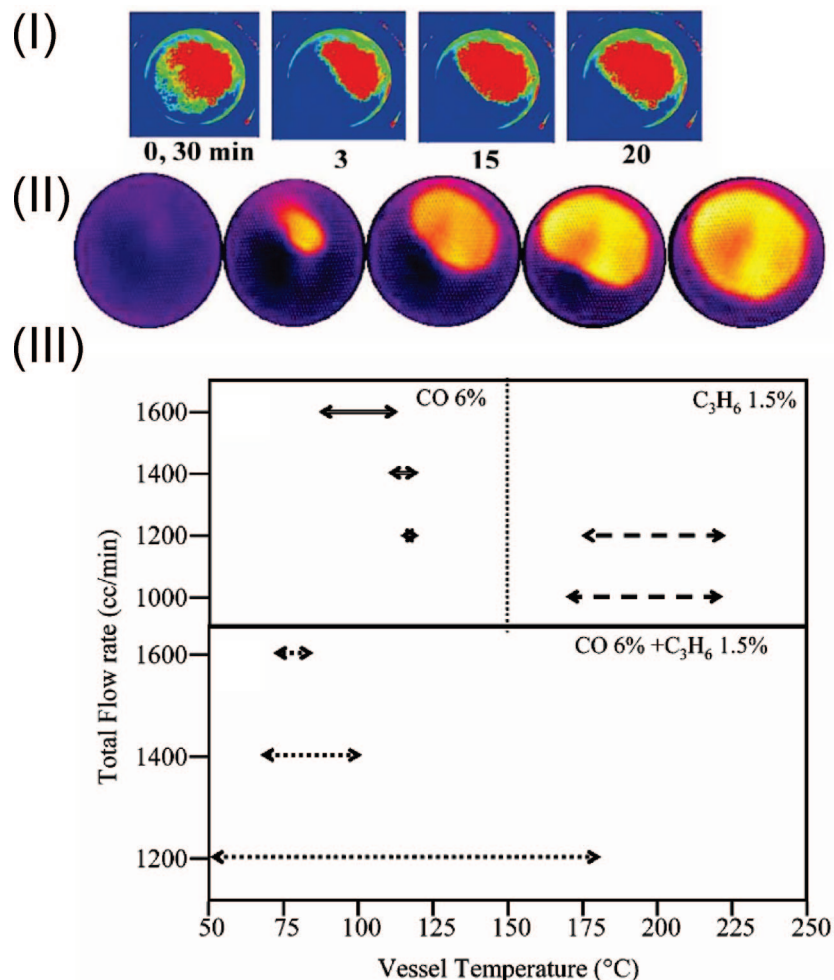 (I)
0, 30 min 3 15 20
(II)
(III)
CO 6% C₃H₆ 1.5%
1600
1400
1200
1000
CO 6% +C₃H₆ 1.5%
1600
1400
1200
Total Flow rate (cc/min)
50 75 100 125 150 175 200 225 250
Vessel Temperature (°C)